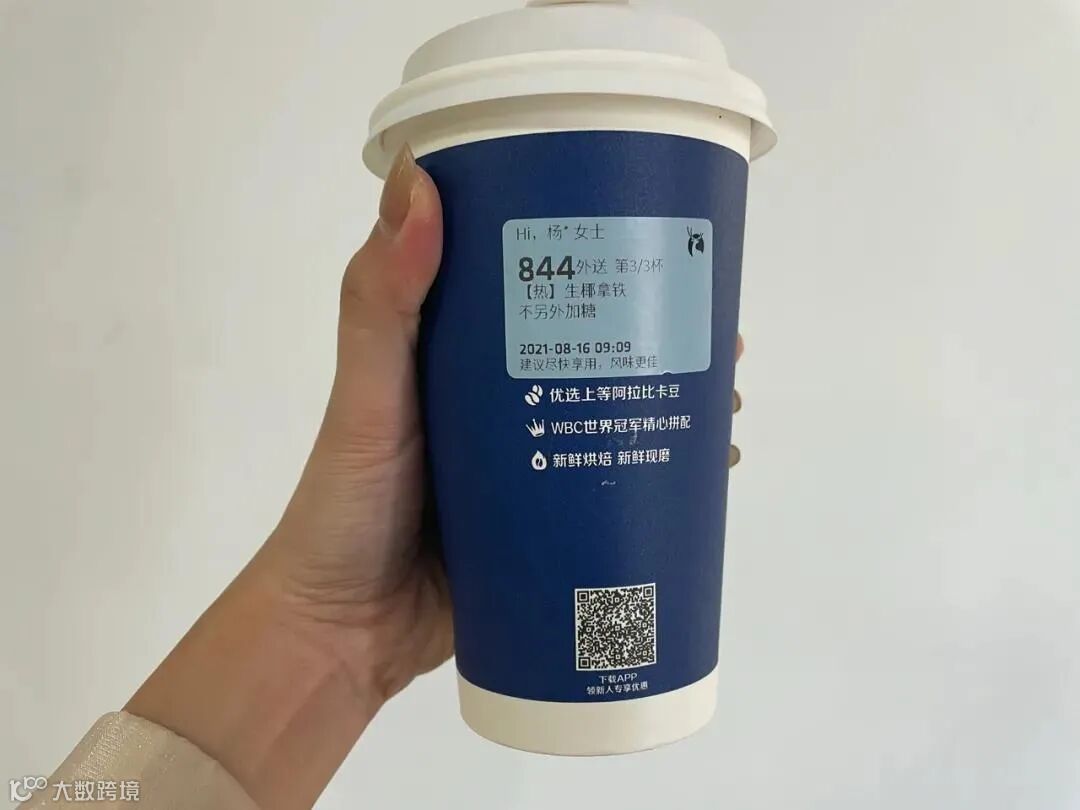 Hi，杨*女士
844外送 第3/3杯
【热】生椰拿铁
不另外加糖
2021-08-16 09:09
建议尽快享用，风味更佳
优选上等阿拉比卡豆
WBC世界冠军精心拼配
新鲜烘焙 新鲜现磨
下载APP
领新人专享优惠
大数跨境